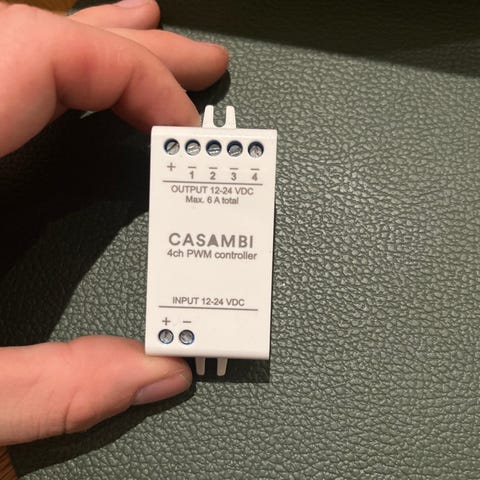 + − − − −
1 2 3 4
OUTPUT 12-24 VDC
Max. 6 A total
CASAMBI
4ch PWM controller
INPUT 12-24 VDC
+ −